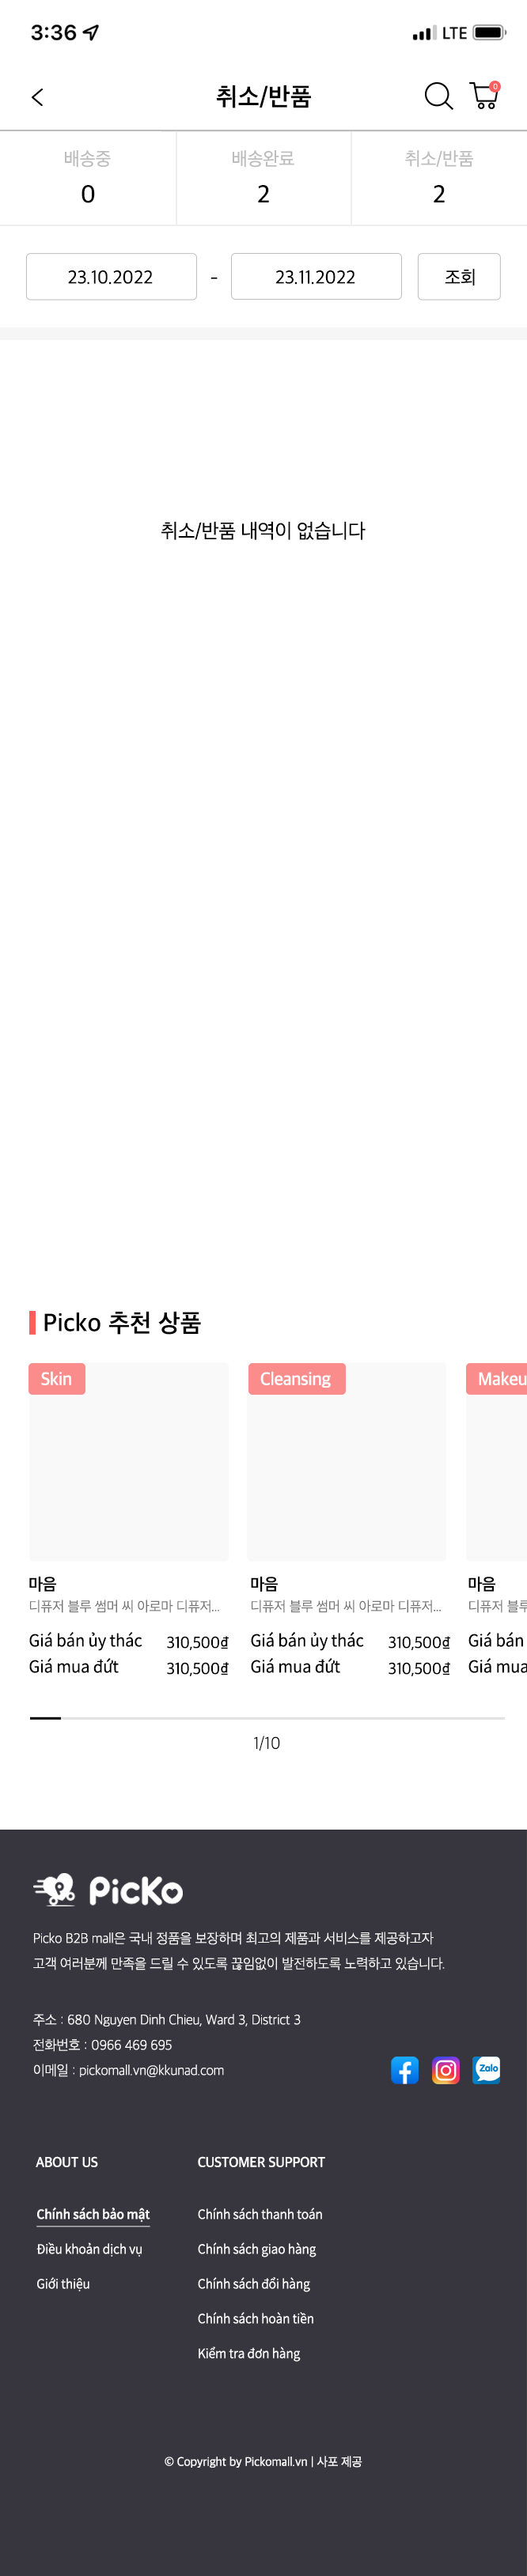 3:36 LTE
취소/반품 0
배송중 배송완료 취소/반품
0 2 2
23.10.2022 - 23.11.2022 조회
취소/반품 내역이 없습니다
Picko 추천 상품
Skin Cleansing Makeu
마음 마음 마음
디퓨저 블루 썸머 씨 아로마 디퓨저... 디퓨저 블루 썸머 씨 아로마 디퓨저... 디퓨저 블루
Giá bán ủy thác 310,500₫ Giá bán ủy thác 310,500₫ Giá bán
Giá mua đứt 310,500₫ Giá mua đứt 310,500₫ Giá mua
1/10
PicKo
Picko B2B mall은 국내 정품을 보장하며 최고의 제품과 서비스를 제공하고자
고객 여러분께 만족을 드릴 수 있도록 끊임없이 발전하도록 노력하고 있습니다.
주소 : 680 Nguyen Dinh Chieu, Ward 3, District 3
전화번호 : 0966 469 695
이메일 : pickomall.vn@kkunad.com
Zalo
ABOUT US CUSTOMER SUPPORT
Chính sách bảo mật Chính sách thanh toán
Điều khoản dịch vụ Chính sách giao hàng
Giới thiệu Chính sách đổi hàng
Chính sách hoàn tiền
Kiểm tra đơn hàng
© Copyright by Pickomall.vn | 사포 제공